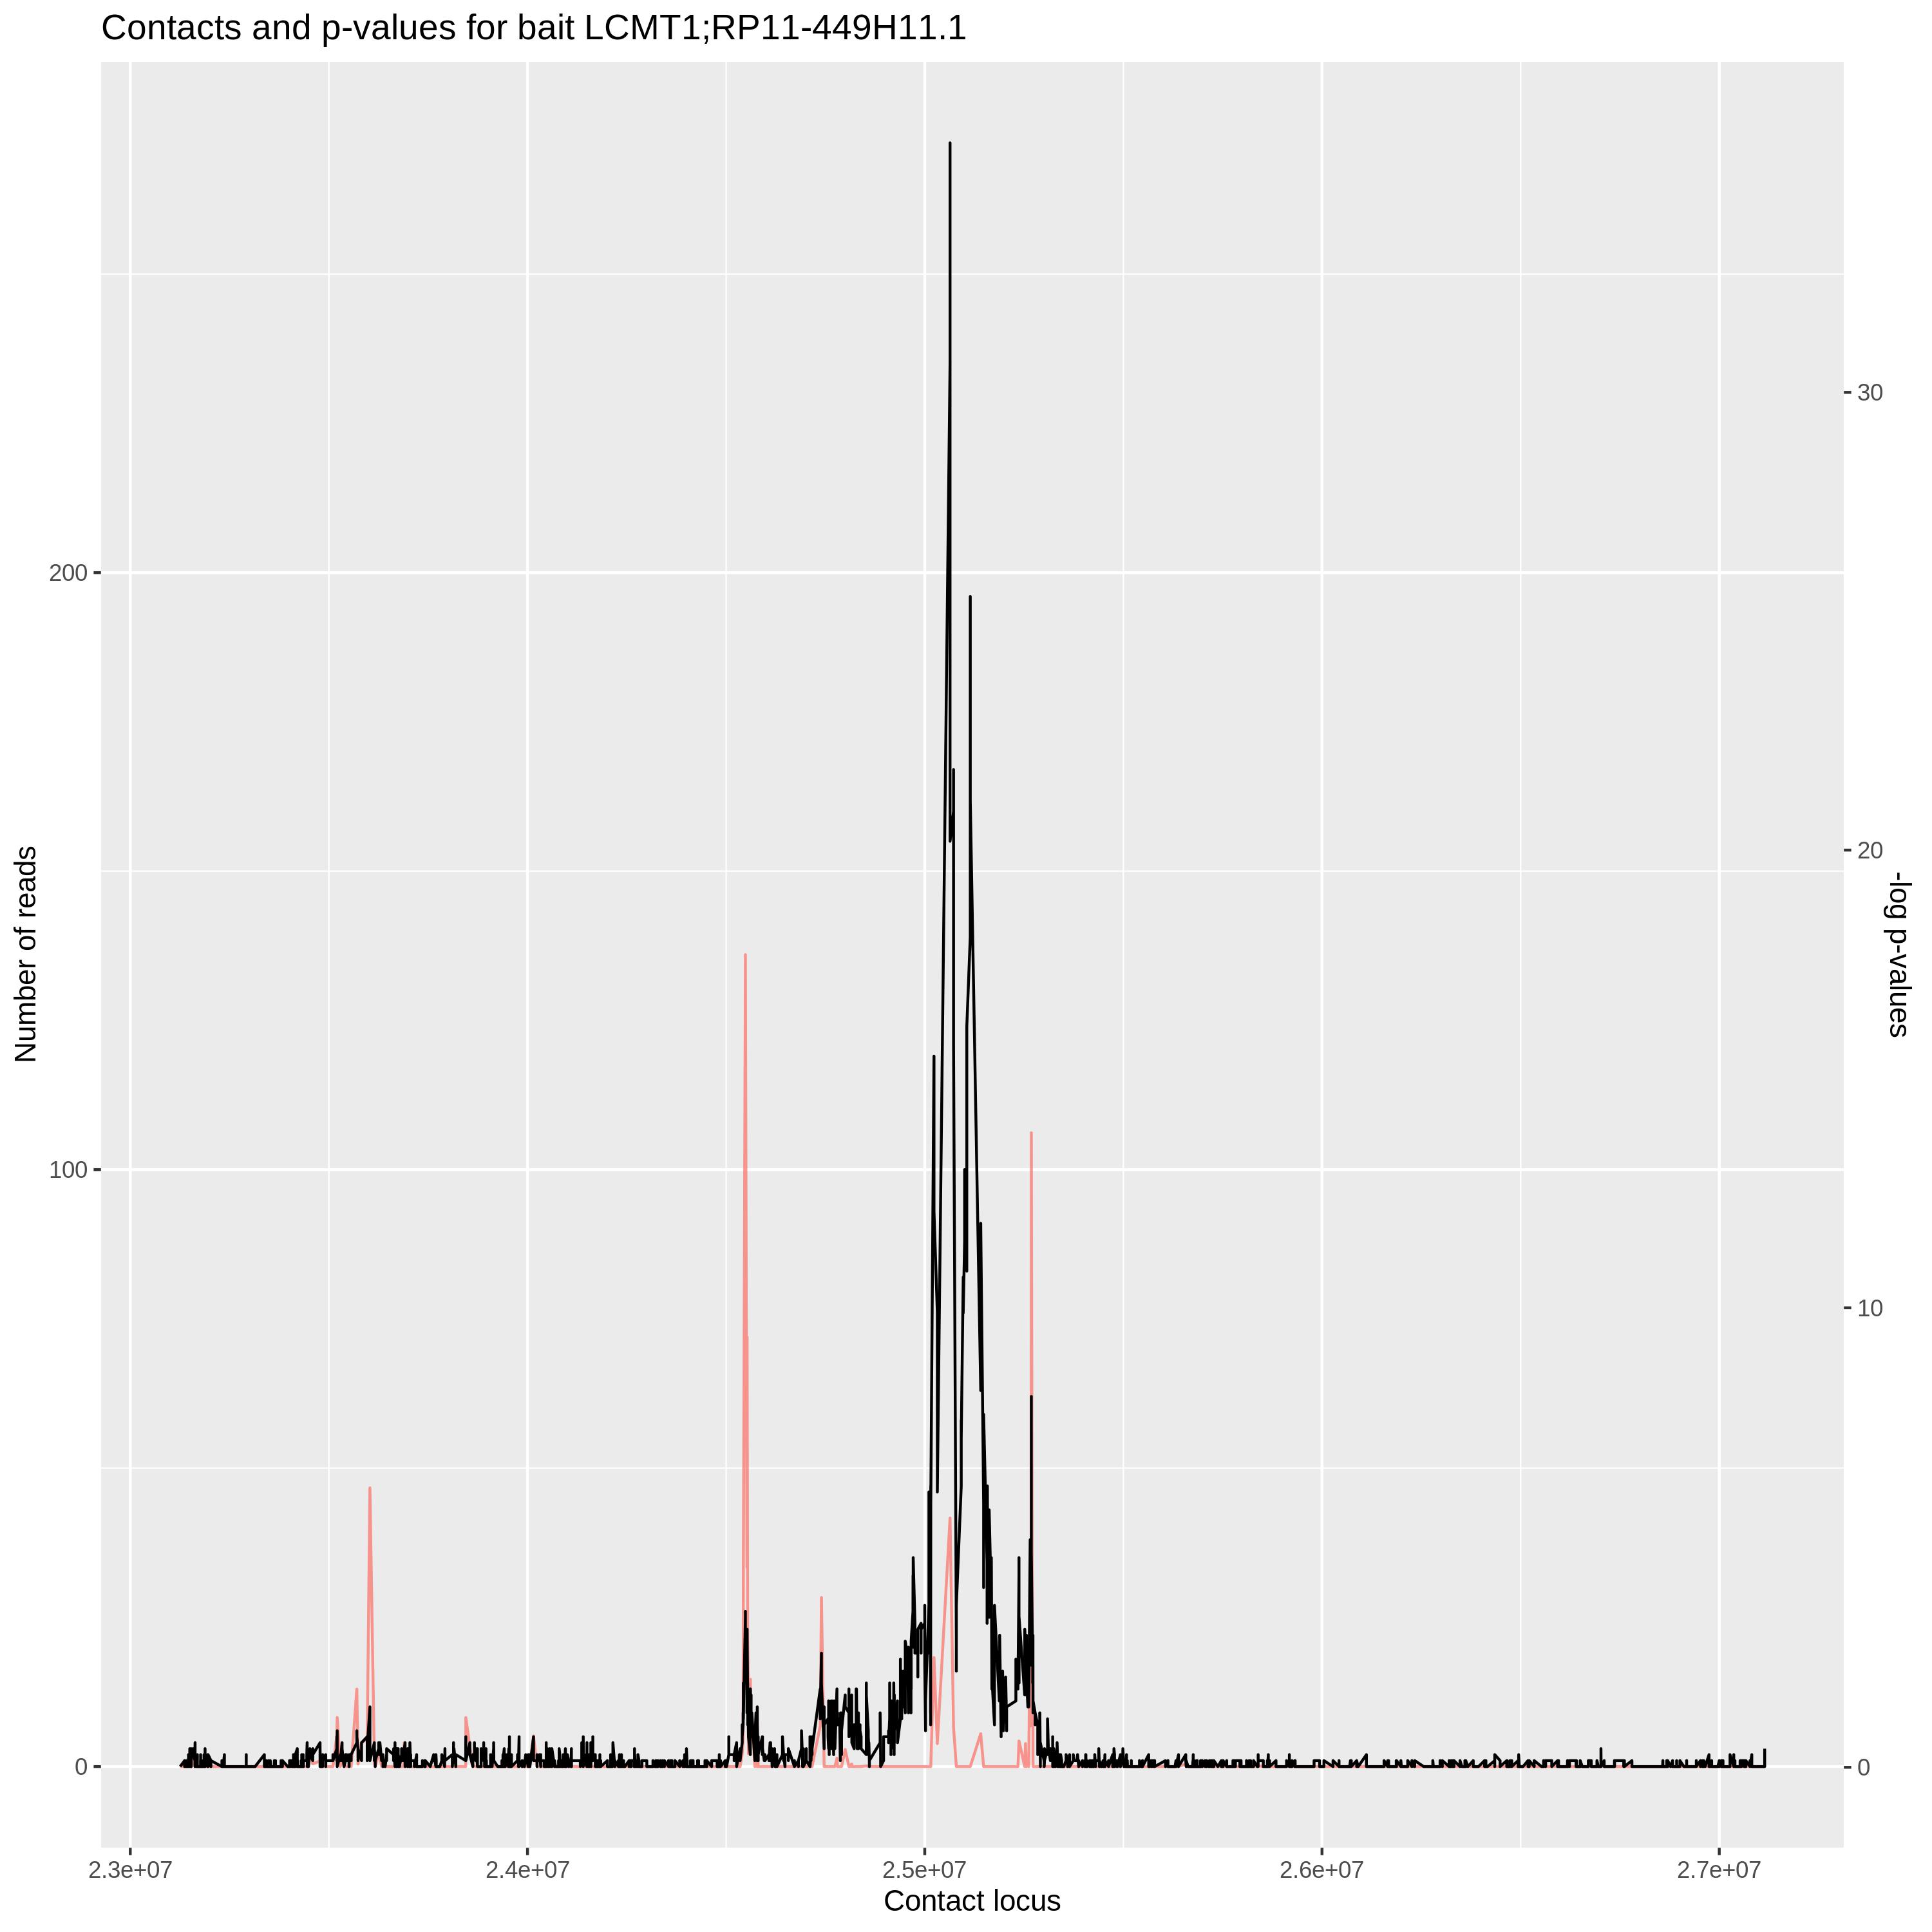 Contacts and p-values for bait LCMT1;RP11-449H11.1
Number of reads
200
100
0
30
20
10
0
-log p-values
2.3e+07 2.4e+07 2.5e+07 2.6e+07 2.7e+07
Contact locus